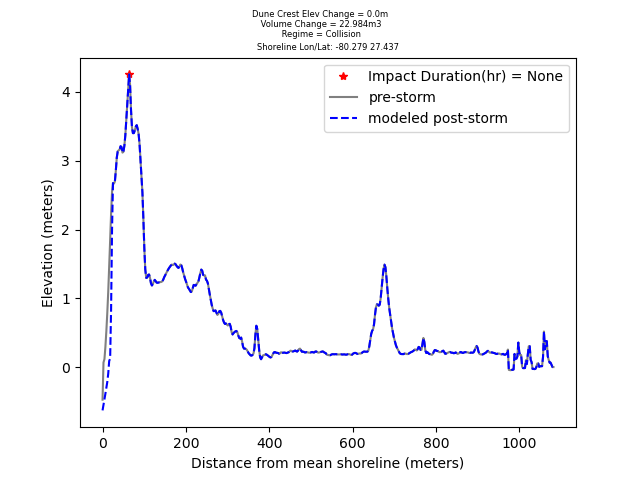 Dune Crest Elev Change = 0.0m
Volume Change = 22.984m3
Regime = Collision
Shoreline Lon/Lat: -80.279 27.437
Impact Duration(hr) = None
pre-storm
modeled post-storm
Elevation (meters)
4
3
2
1
0
0 200 400 600 800 1000
Distance from mean shoreline (meters)